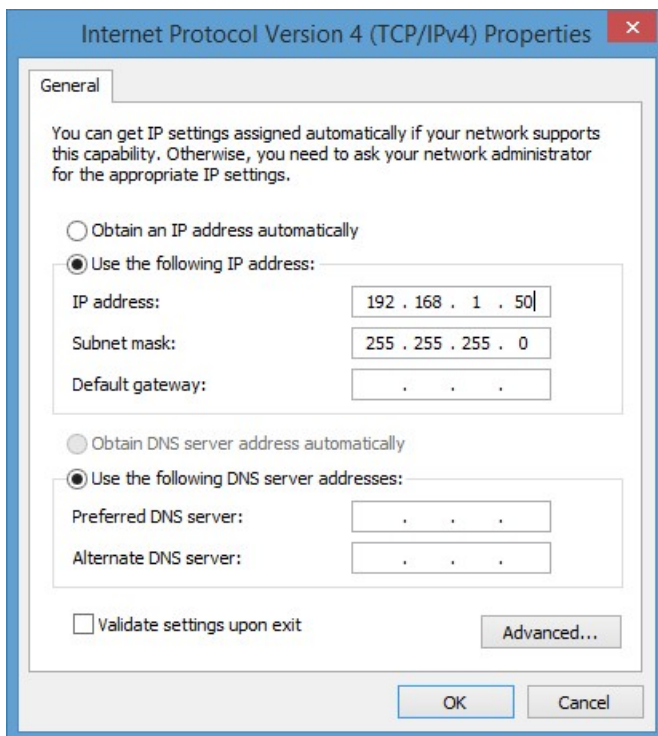 Internet Protocol Version 4 (TCP/IPv4) Properties
General
You can get IP settings assigned automatically if your network supports
this capability. Otherwise, you need to ask your network administrator
for the appropriate IP settings.
Obtain an IP address automatically
Use the following IP address:
IP address: 192 . 168 . 1 . 50
Subnet mask: 255 . 255 . 255 . 0
Default gateway: . . .
Obtain DNS server address automatically
Use the following DNS server addresses:
Preferred DNS server: . . .
Alternate DNS server: . . .
Validate settings upon exit
Advanced...
OK Cancel